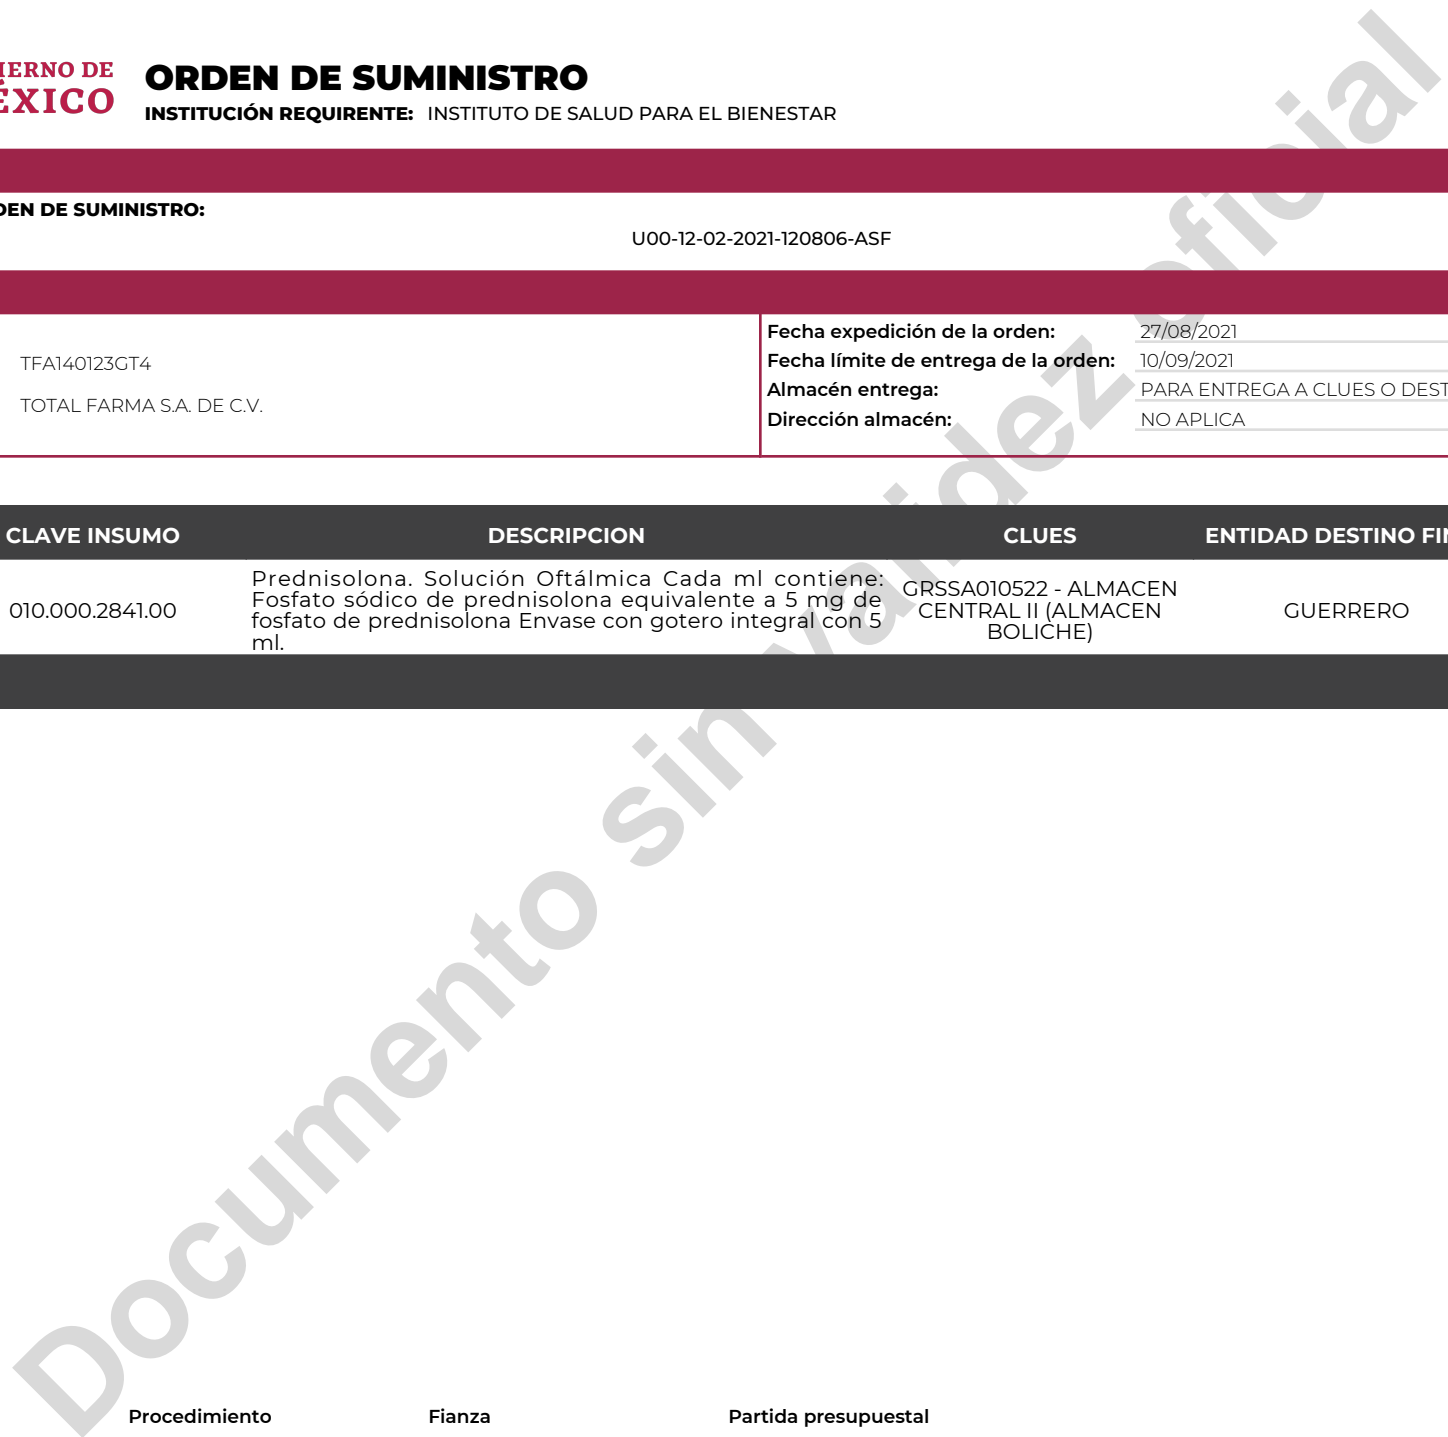 IERNO DE
ÉXICO
ORDEN DE SUMINISTRO
INSTITUCIÓN REQUIRENTE: INSTITUTO DE SALUD PARA EL BIENESTAR
DEN DE SUMINISTRO:
U00-12-02-2021-120806-ASF
TFA140123GT4
TOTAL FARMA S.A. DE C.V.
Fecha expedición de la orden: 27/08/2021
Fecha límite de entrega de la orden: 10/09/2021
Almacén entrega: PARA ENTREGA A CLUES O DEST
Dirección almacén: NO APLICA
CLAVE INSUMO DESCRIPCION CLUES ENTIDAD DESTINO FIN
010.000.2841.00
Prednisolona. Solución Oftálmica Cada ml contiene:
Fosfato sódico de prednisolona equivalente a 5 mg de
fosfato de prednisolona Envase con gotero integral con 5
ml.
GRSSA010522 - ALMACEN
CENTRAL II (ALMACEN
BOLICHE)
GUERRERO
Documento sin validez oficial
Procedimiento Fianza Partida presupuestal